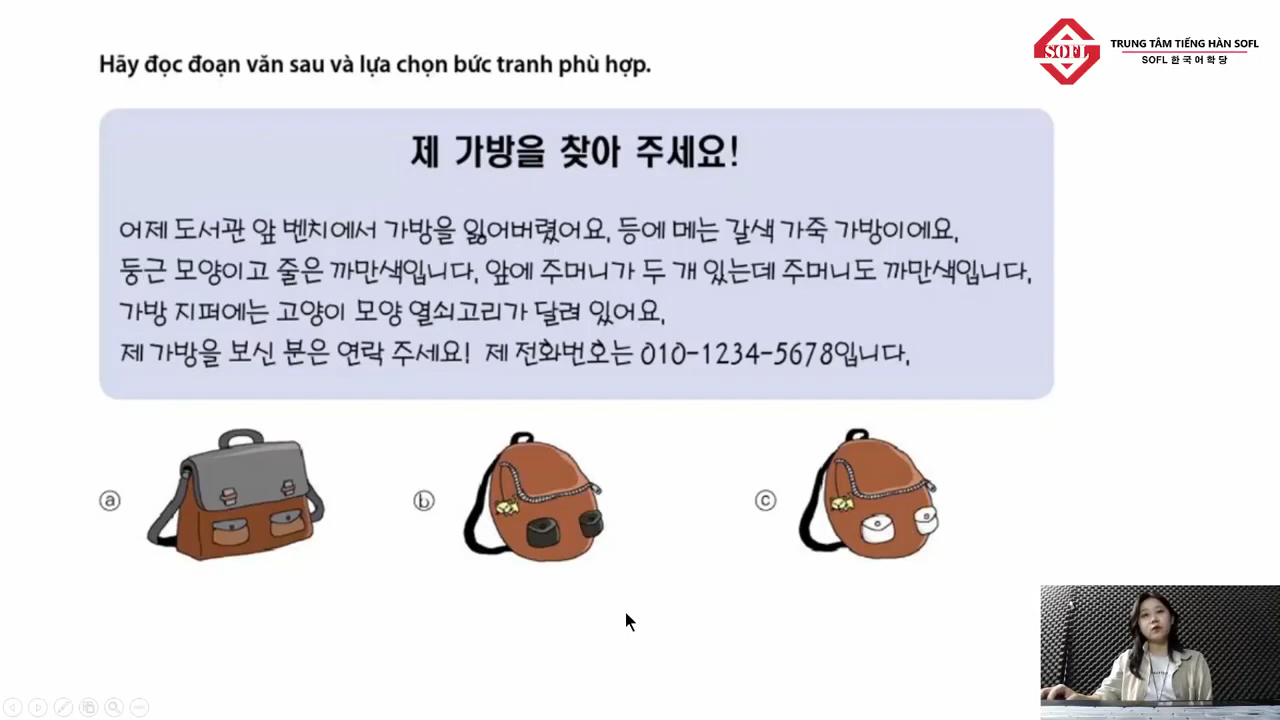 SOFL
TRUNG TÂM TIẾNG HÀN SOFL
SOFL 한국어학당
Hãy đọc đoạn văn sau và lựa chọn bức tranh phù hợp.
제 가방을 찾아 주세요!
어제 도서관 앞 벤치에서 가방을 잃어버렸어요. 등에 메는 갈색 가죽 가방이에요.
둥근 모양이고 줄은 까만색입니다. 앞에 주머니가 두 개 있는데 주머니도 까만색입니다.
가방 지퍼에는 고양이 모양 열쇠고리가 달려 있어요.
제 가방을 보신 분은 연락 주세요! 제 전화번호는 010-1234-5678입니다.
ⓐ ⓑ ⓒ